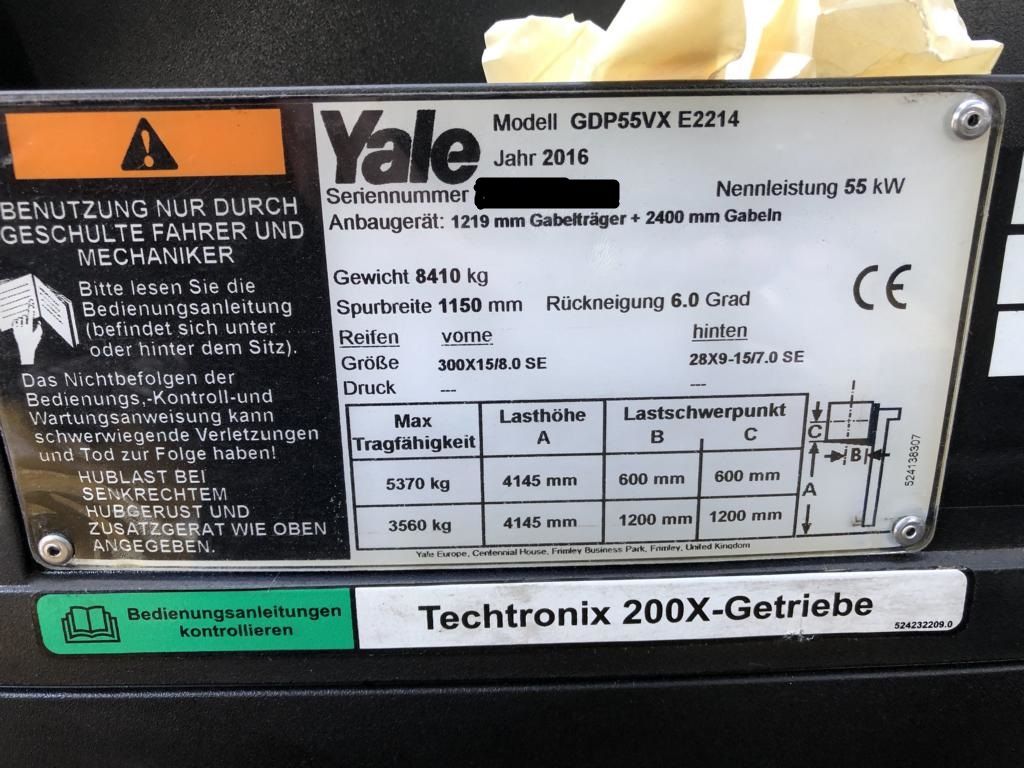 BENUTZUNG NUR DURCH
GESCHULTE FAHRER UND
MECHANIKER
Bitte lesen Sie die
Bedienungsanleitung
(befindet sich unter
oder hinter dem Sitz).
Das Nichtbefolgen der
Bedienungs,-Kontroll-und
Wartungsanweisung kann
schwerwiegende Verletzungen
und Tod zur Folge haben!
HUBLAST BEI
SENKRECHTEM
HUBGERUST UND
ZUSATZGERAT WIE OBEN
ANGEGEBEN.
Yale
Modell GDP55VX E2214
Jahr 2016
Seriennummer
Nennleistung 55 kW
Anbaugerät: 1219 mm Gabelträger + 2400 mm Gabeln
Gewicht 8410 kg
CE
Spurbreite 1150 mm Rückneigung 6.0 Grad
Reifen vorne hinten
Größe 300X15/8.0 SE 28X9-15/7.0 SE
Druck --- ---
Max Tragfähigkeit Lasthöhe A Lastschwerpunkt B C
5370 kg 4145 mm 600 mm 600 mm
3560 kg 4145 mm 1200 mm 1200 mm
C
B
A
524138307
Yale Europe, Centennial House, Frimley Business Park, Frimley, United Kingdom
Bedienungsanleitungen
kontrollieren
Techtronix 200X-Getriebe
524232209.0